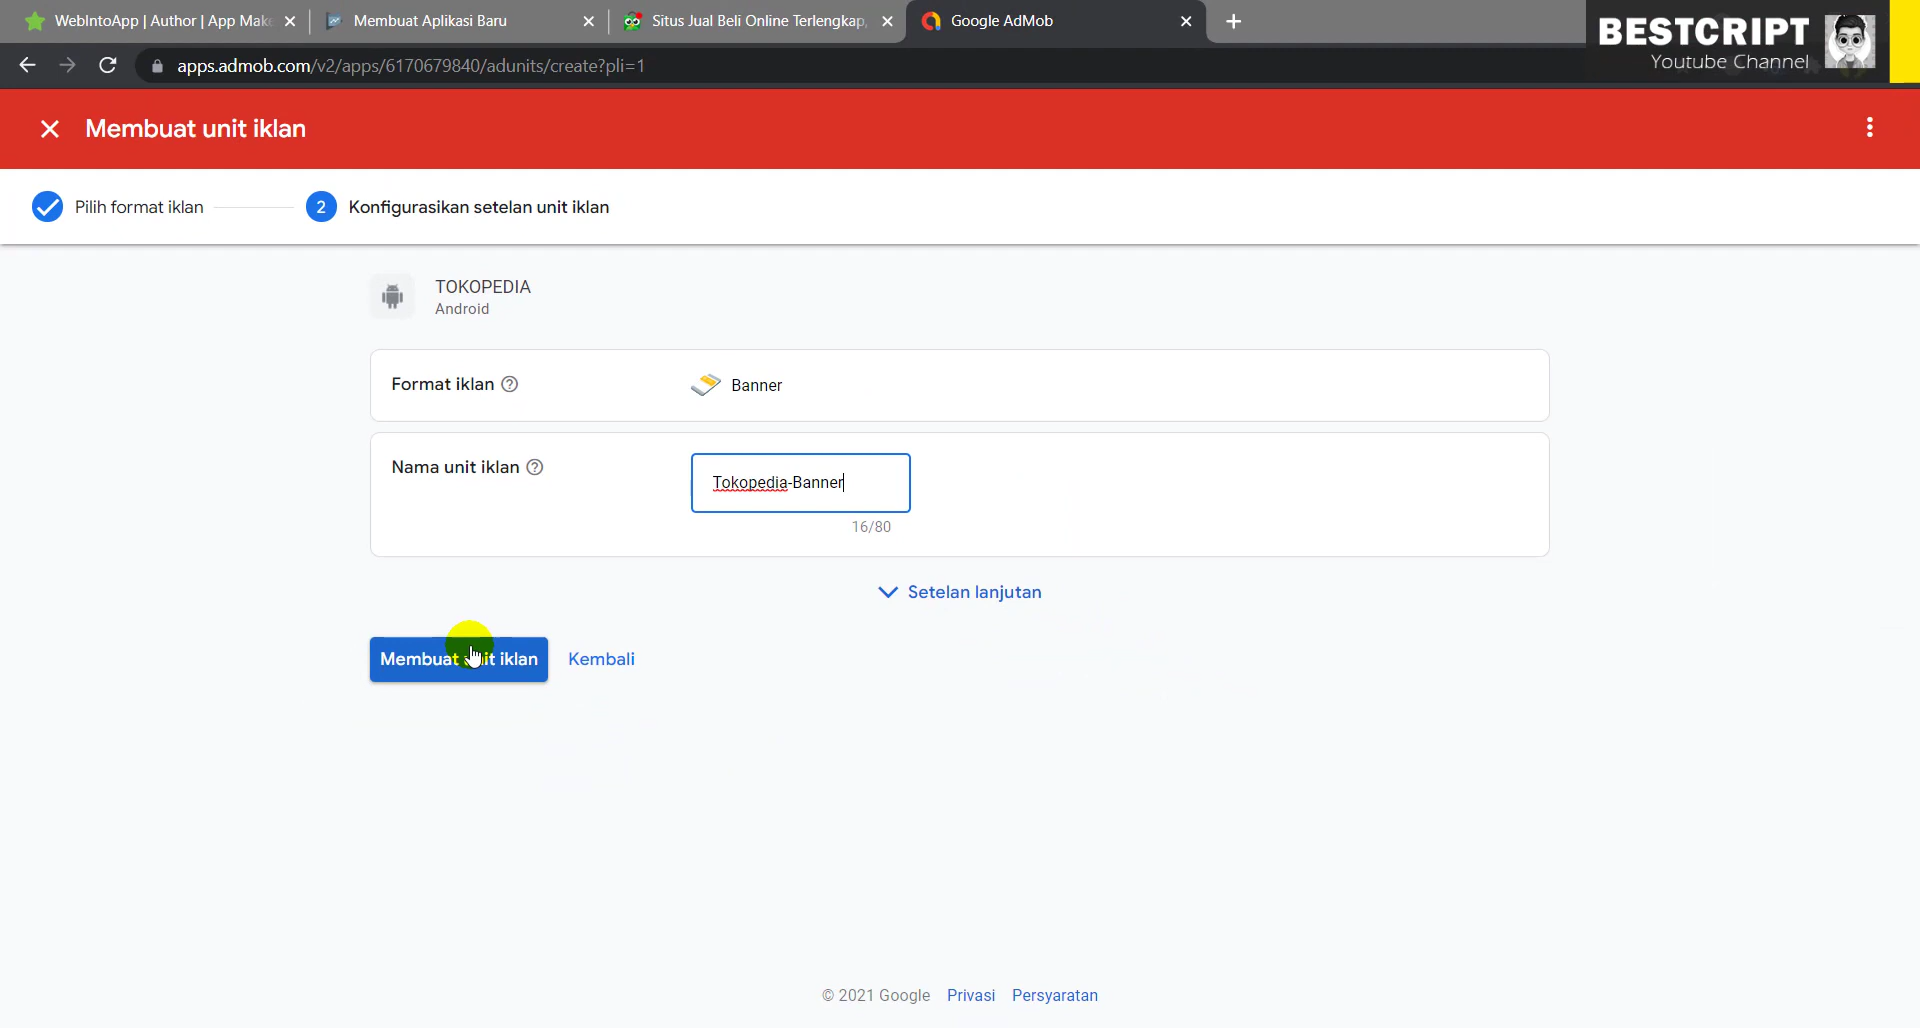 WebIntoApp | Author | App Mak
Membuat Aplikasi Baru
Situs Jual Beli Online Terlengkap,
Google AdMob
BESTCRIPT
Youtube Channel
apps.admob.com/v2/apps/6170679840/adunits/create?pli=1
Membuat unit iklan
Pilih format iklan
2
Konfigurasikan setelan unit iklan
TOKOPEDIA
Android
Format iklan
Banner
Nama unit iklan
Tokopedia-Banner
16/80
Setelan lanjutan
Membuat unit iklan
Kembali
© 2021 Google Privasi Persyaratan